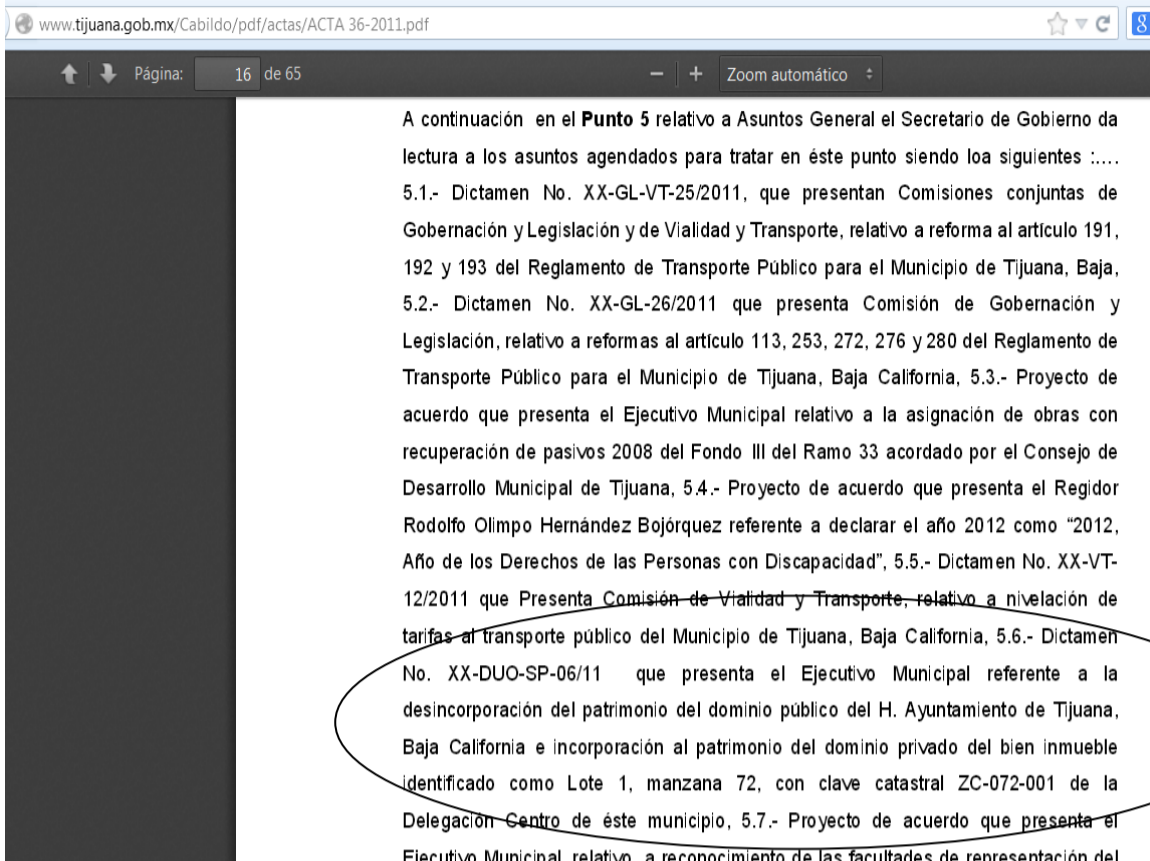 www.tijuana.gob.mx/Cabildo/pdf/actas/ACTA 36-2011.pdf
8
Página: 16 de 65
Zoom automático
A continuación en el Punto 5 relativo a Asuntos General el Secretario de Gobierno da
lectura a los asuntos agendados para tratar en éste punto siendo loa siguientes :....
5.1.- Dictamen No. XX-GL-VT-25/2011, que presentan Comisiones conjuntas de
Gobernación y Legislación y de Vialidad y Transporte, relativo a reforma al artículo 191,
192 y 193 del Reglamento de Transporte Público para el Municipio de Tijuana, Baja,
5.2.- Dictamen No. XX-GL-26/2011 que presenta Comisión de Gobernación y
Legislación, relativo a reformas al artículo 113, 253, 272, 276 y 280 del Reglamento de
Transporte Público para el Municipio de Tijuana, Baja California, 5.3.- Proyecto de
acuerdo que presenta el Ejecutivo Municipal relativo a la asignación de obras con
recuperación de pasivos 2008 del Fondo III del Ramo 33 acordado por el Consejo de
Desarrollo Municipal de Tijuana, 5.4.- Proyecto de acuerdo que presenta el Regidor
Rodolfo Olimpo Hernández Bojórquez referente a declarar el año 2012 como “2012,
Año de los Derechos de las Personas con Discapacidad”, 5.5.- Dictamen No. XX-VT-
12/2011 que Presenta Comisión de Vialidad y Transporte, relativo a nivelación de
tarifas al transporte público del Municipio de Tijuana, Baja California, 5.6.- Dictamen
No. XX-DUO-SP-06/11 que presenta el Ejecutivo Municipal referente a la
desincorporación del patrimonio del dominio público del H. Ayuntamiento de Tijuana,
Baja California e incorporación al patrimonio del dominio privado del bien inmueble
identificado como Lote 1, manzana 72, con clave catastral ZC-072-001 de la
Delegación Centro de éste municipio, 5.7.- Proyecto de acuerdo que presenta el
Ejecutivo Municipal relativo a reconocimiento de las facultades de representación del